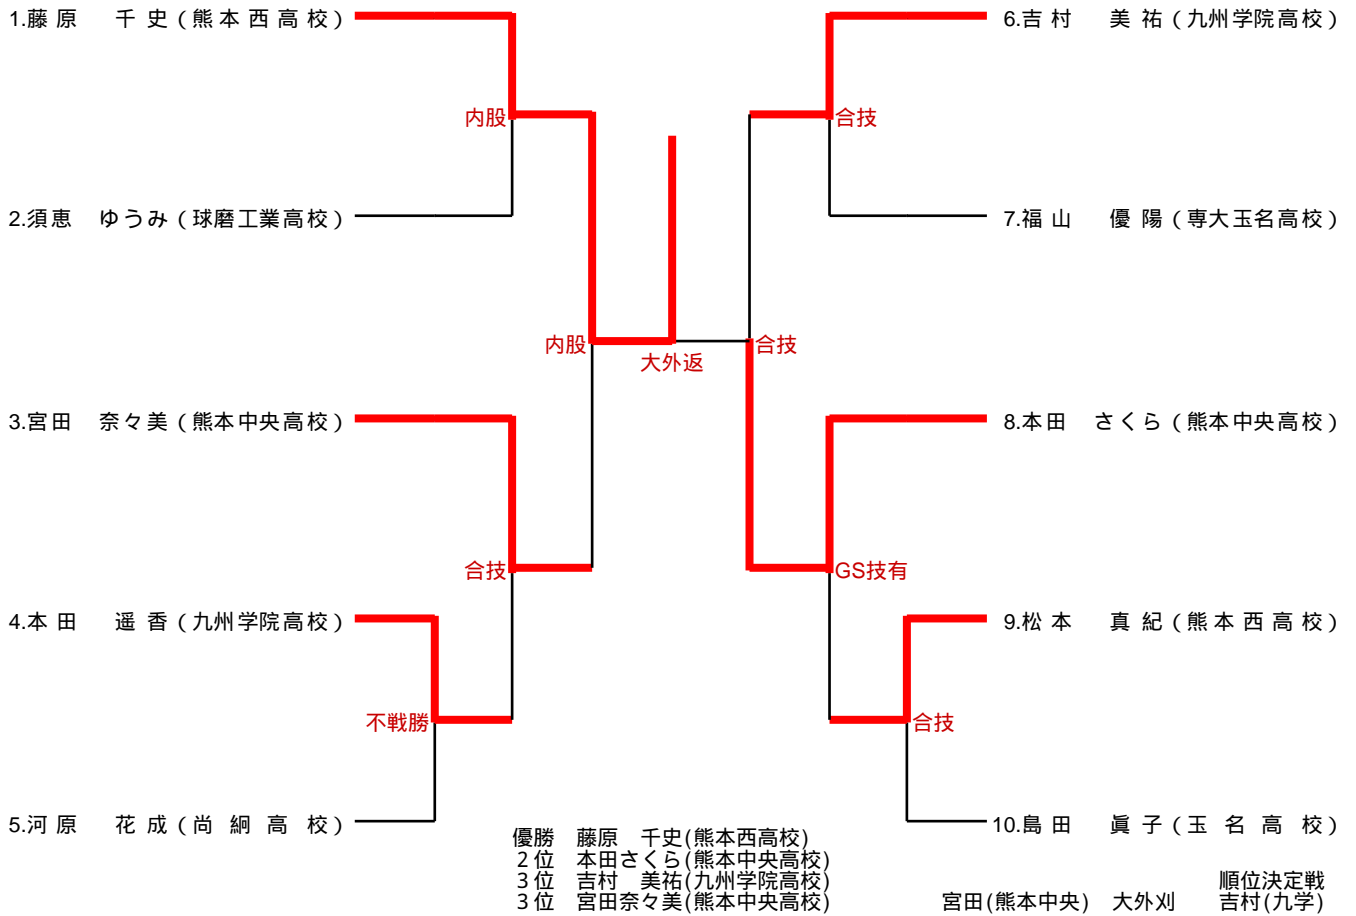 1.藤原 千史(熊本西高校)
6.吉村 美祐(九州学院高校)
内股
合技
2.須恵 ゆうみ(球磨工業高校)
7.福山 優陽(専大玉名高校)
内股
大外返
合技
3.宮田 奈々美(熊本中央高校)
8.本田 さくら(熊本中央高校)
合技
GS技有
4.本田 遥香(九州学院高校)
9.松本 真紀(熊本西高校)
不戦勝
合技
5.河原 花成(尚絅高校)
10.島田 眞子(玉名高校)
優勝 藤原 千史(熊本西高校)
2位 本田さくら(熊本中央高校)
3位 吉村 美祐(九州学院高校)
3位 宮田奈々美(熊本中央高校)
順位決定戦
宮田(熊本中央) 大外刈 吉村(九学)